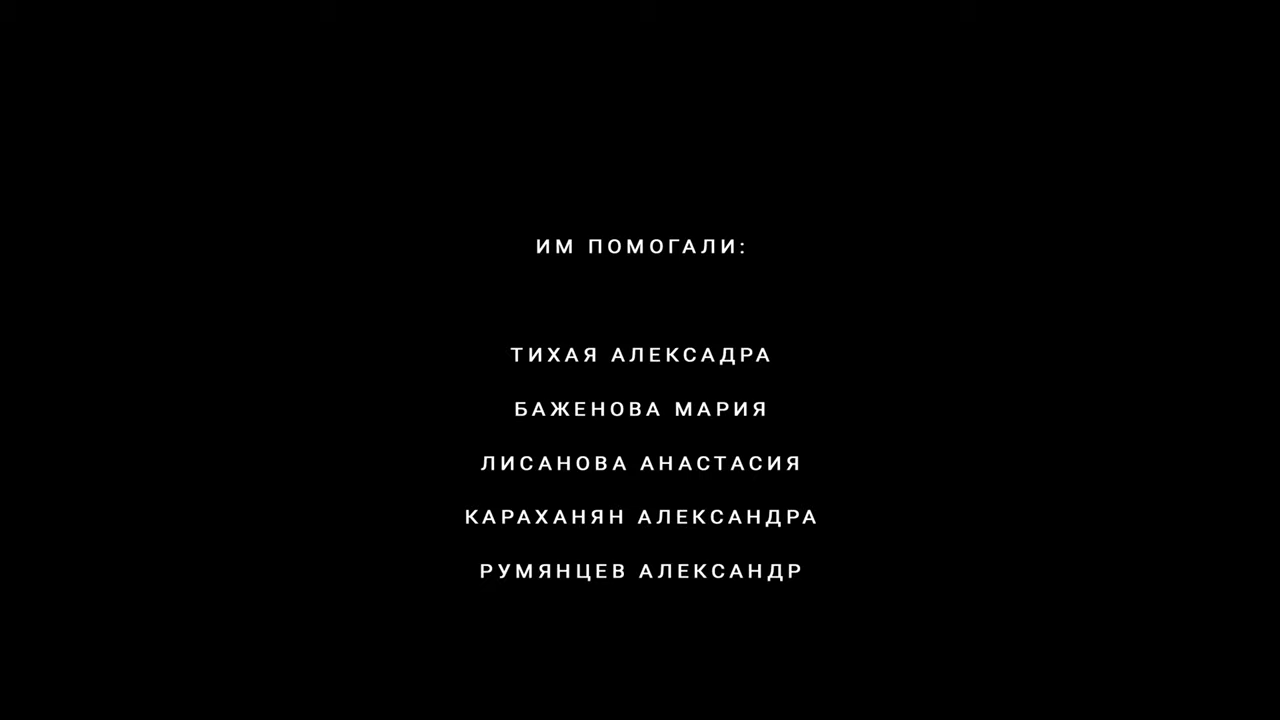 ИМ ПОМОГАЛИ:
ТИХАЯ АЛЕКСАДРА
БАЖЕНОВА МАРИЯ
ЛИСАНОВА АНАСТАСИЯ
КАРАХАНЯН АЛЕКСАНДРА
РУМЯНЦЕВ АЛЕКСАНДР